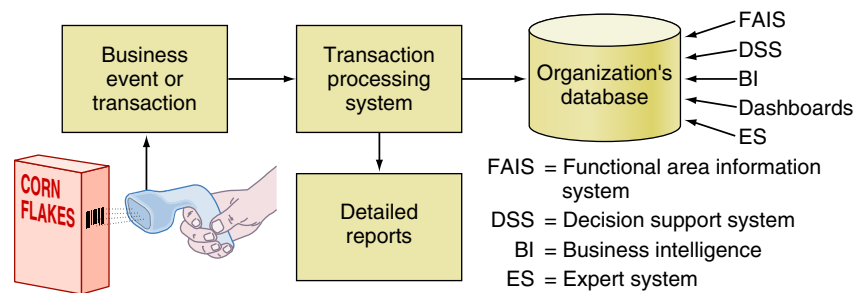 Business
event or
transaction
Transaction
processing
system
Organization's
database
FAIS
DSS
BI
Dashboards
ES
CORN
FLAKES
Detailed
reports
FAIS = Functional area information
system
DSS = Decision support system
BI = Business intelligence
ES = Expert system